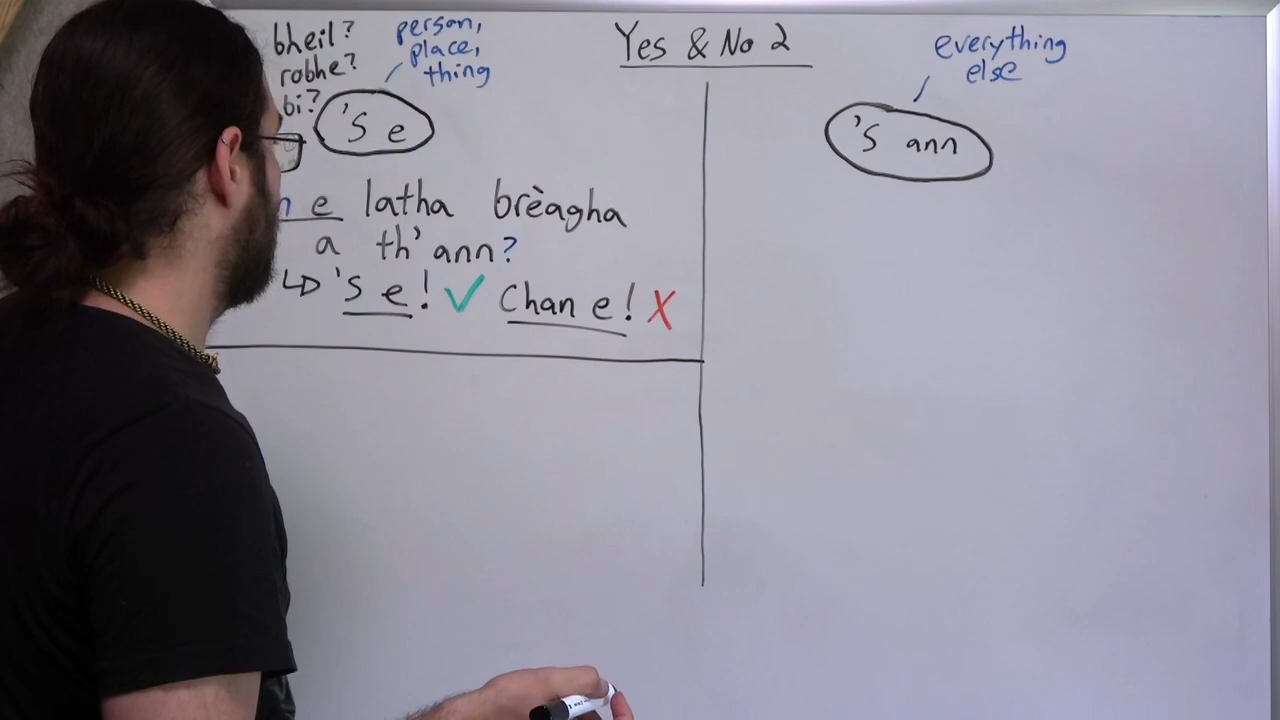 Yes & No 2
bheil?
robhe?
bi?
person,
place,
thing
'S e
e latha brèagha
a th' ann?
↳ 'S e! ✓ Chan e! X
everything
else
'S ann